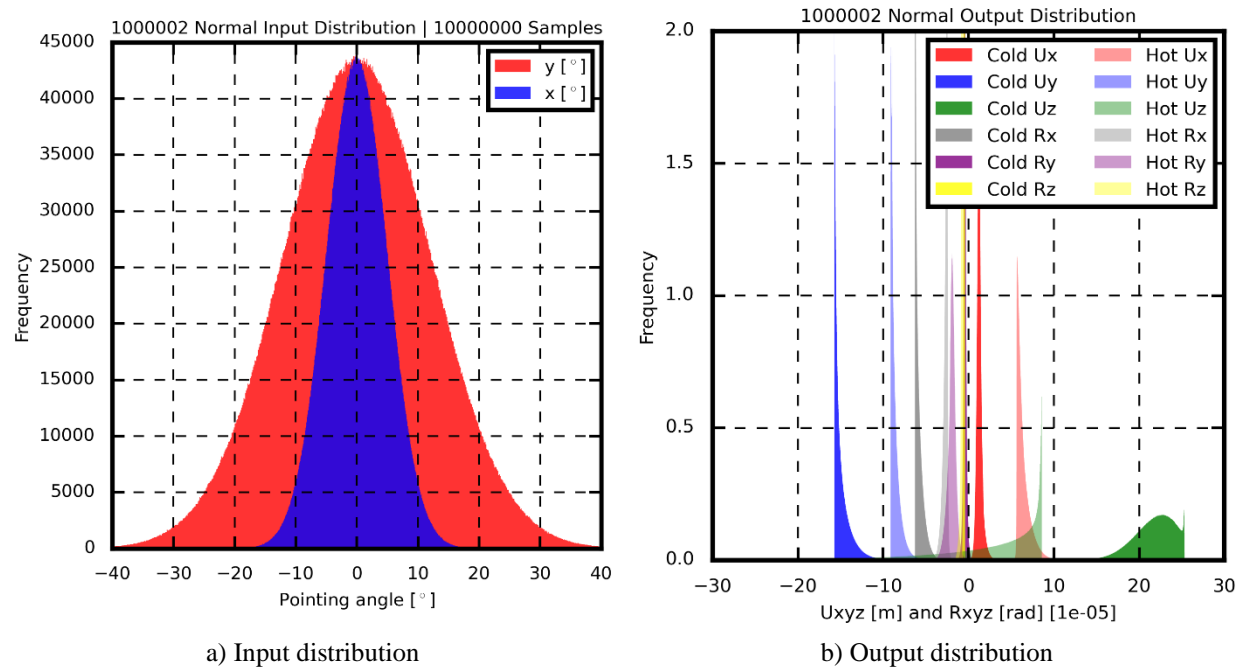 1000002 Normal Input Distribution | 10000000 Samples
45000
40000
35000
30000
25000
20000
15000
10000
5000
0
Frequency
y [°]
x [°]
−40 −30 −20 −10 0 10 20 30 40
Pointing angle [°]
a) Input distribution
1000002 Normal Output Distribution
2.0
1.5
1.0
0.5
0.0
Frequency
Cold Ux Hot Ux
Cold Uy Hot Uy
Cold Uz Hot Uz
Cold Rx Hot Rx
Cold Ry Hot Ry
Cold Rz Hot Rz
−30 −20 −10 0 10 20 30
Uxyz [m] and Rxyz [rad] [1e-05]
b) Output distribution